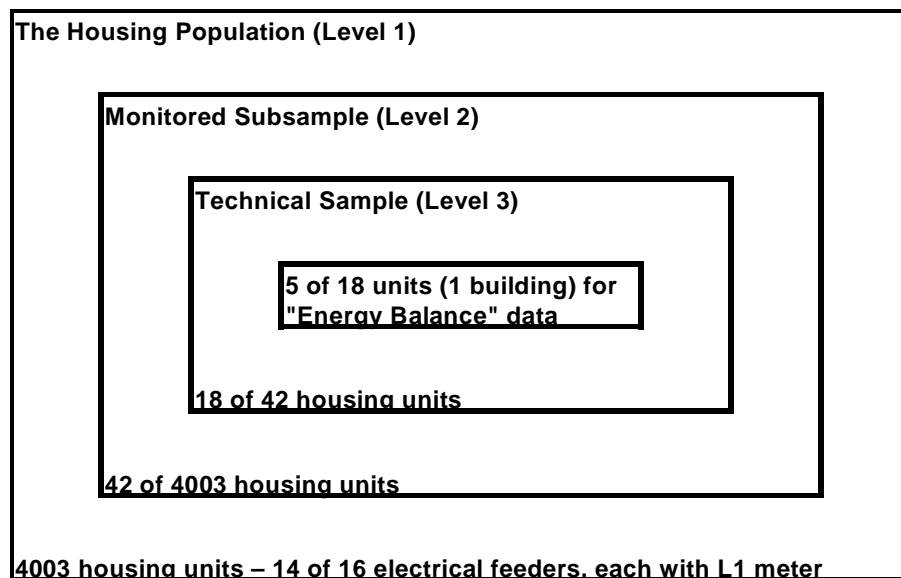 The Housing Population (Level 1)
Monitored Subsample (Level 2)
Technical Sample (Level 3)
5 of 18 units (1 building) for
"Energy Balance" data
18 of 42 housing units
42 of 4003 housing units
4003 housing units – 14 of 16 electrical feeders, each with L1 meter